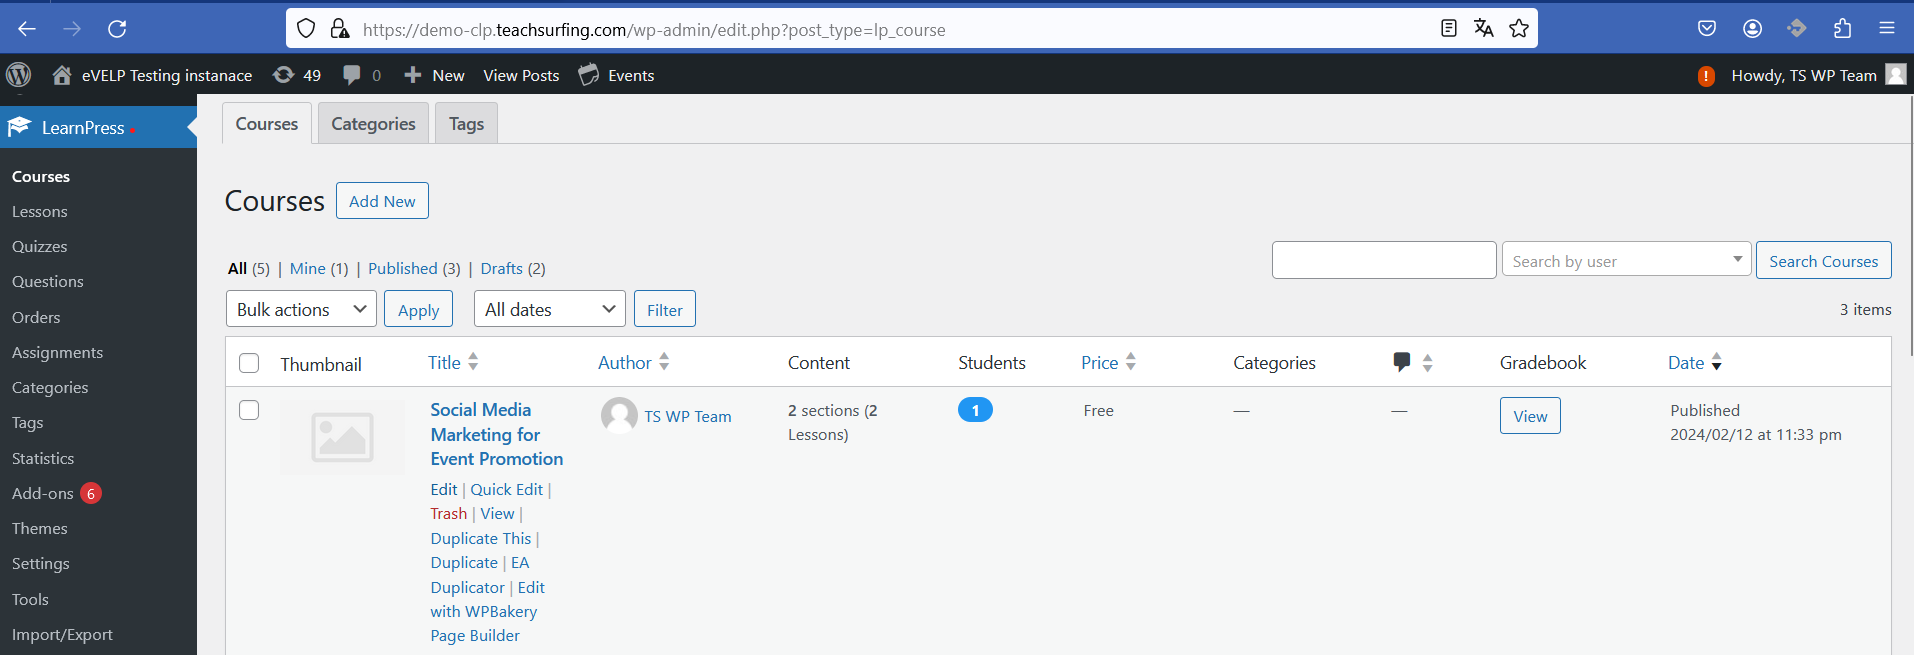 https://demo-clp.teachsurfing.com/wp-admin/edit.php?post_type=lp_course
eVELP Testing instanace 49 0 New View Posts Events ! Howdy, TS WP Team
LearnPress
Courses
Lessons
Quizzes
Questions
Orders
Assignments
Categories
Tags
Statistics
Add-ons 6
Themes
Settings
Tools
Import/Export
Courses Categories Tags
Courses Add New
All (5) | Mine (1) | Published (3) | Drafts (2)
Search by user Search Courses
Bulk actions Apply All dates Filter
3 items
Thumbnail Title Author Content Students Price Categories Gradebook Date
Social Media
Marketing for
Event Promotion
Edit | Quick Edit |
Trash | View |
Duplicate This |
Duplicate | EA
Duplicator | Edit
with WPBakery
Page Builder
TS WP Team
2 sections (2
Lessons)
1
Free
—
—
View
Published
2024/02/12 at 11:33 pm